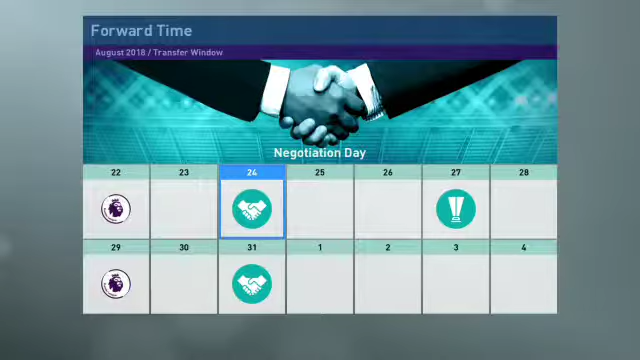 Forward Time
August 2018 / Transfer Window
Negotiation Day
22 23 24 25 26 27 28
29 30 31 1 2 3 4